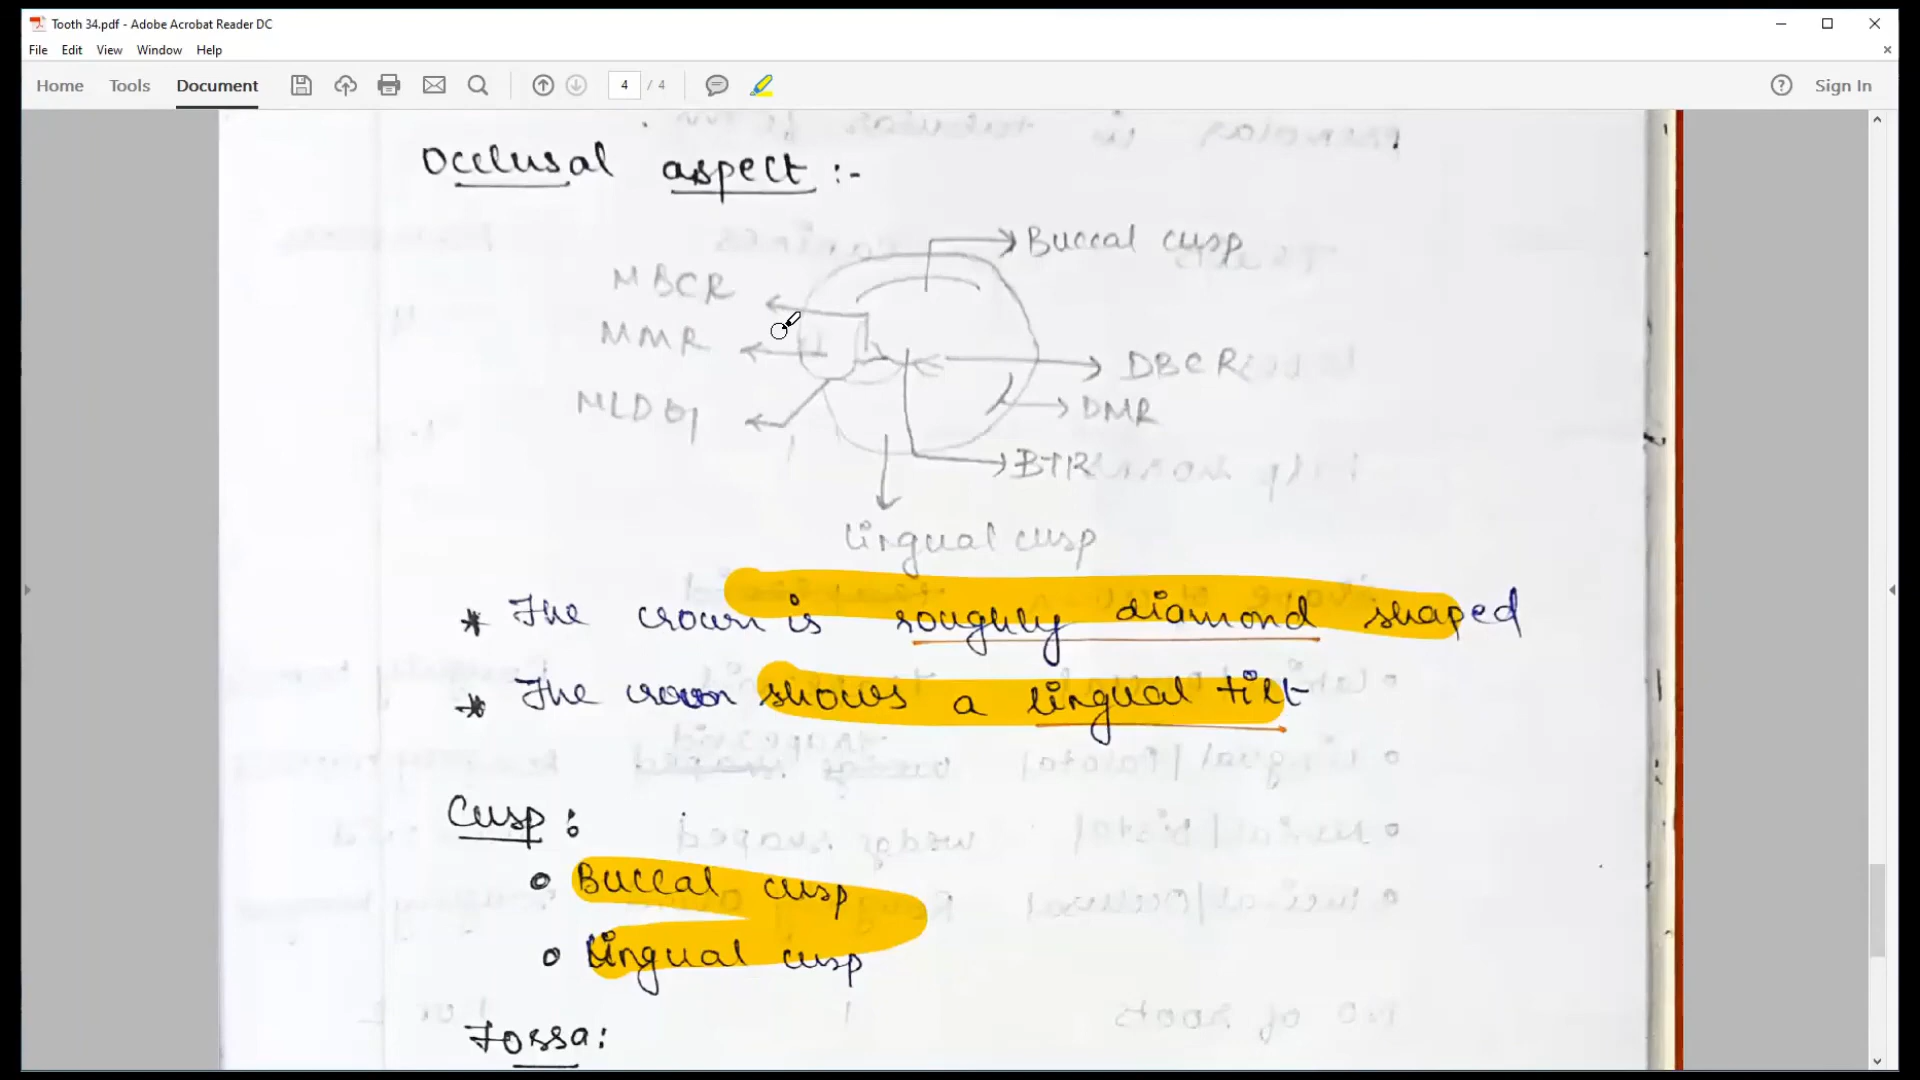 Tooth 34.pdf - Adobe Acrobat Reader DC
File Edit View Window Help
Home Tools Document 4 / 4 Sign In
Occlusal aspect :-
Buccal cusp
MBCR
MMR
DBCR
MLDG
DMR
BTR
lingual cusp
* The crown is roughly diamond shaped
* The crown shows a lingual tilt
Cusp :
Buccal cusp
Lingual cusp
Fossa: